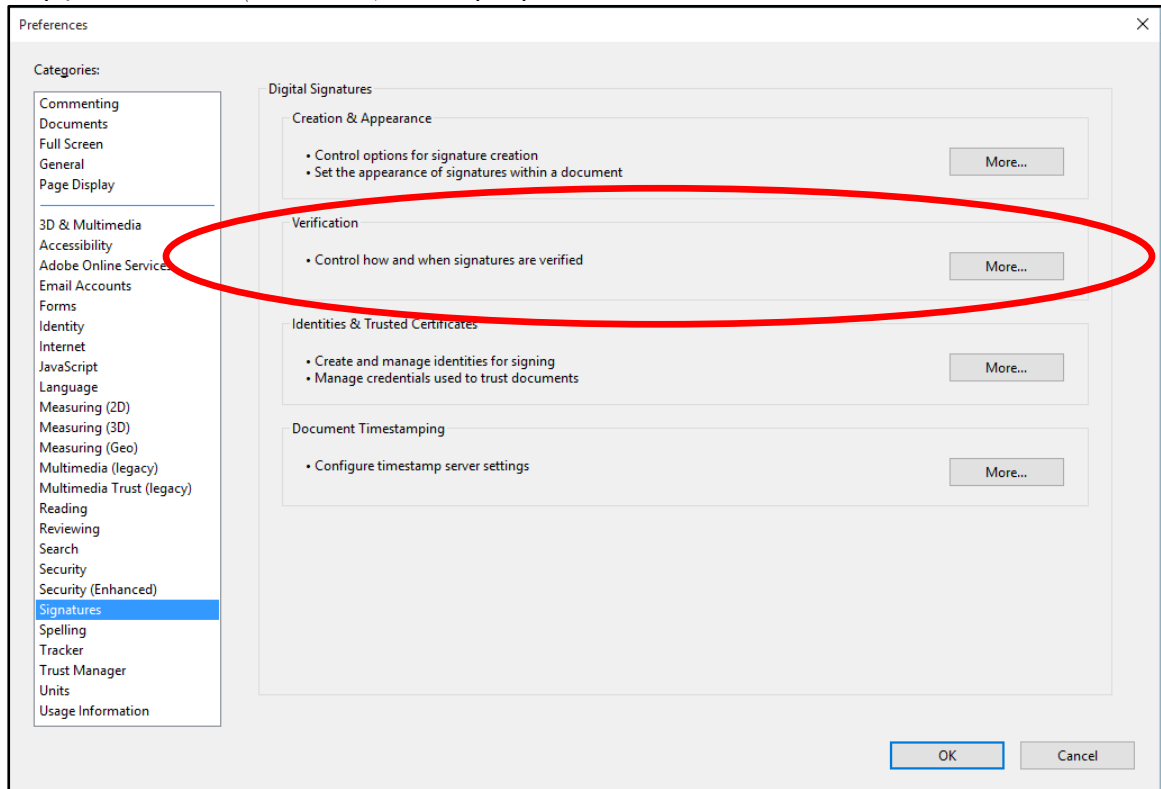 Preferences
Categories:
Commenting
Documents
Full Screen
General
Page Display
3D & Multimedia
Accessibility
Adobe Online Services
Email Accounts
Forms
Identity
Internet
JavaScript
Language
Measuring (2D)
Measuring (3D)
Measuring (Geo)
Multimedia (legacy)
Multimedia Trust (legacy)
Reading
Reviewing
Search
Security
Security (Enhanced)
Signatures
Spelling
Tracker
Trust Manager
Units
Usage Information
Digital Signatures
Creation & Appearance
• Control options for signature creation
• Set the appearance of signatures within a document
More...
Verification
• Control how and when signatures are verified
More...
Identities & Trusted Certificates
• Create and manage identities for signing
• Manage credentials used to trust documents
More...
Document Timestamping
• Configure timestamp server settings
More...
OK
Cancel